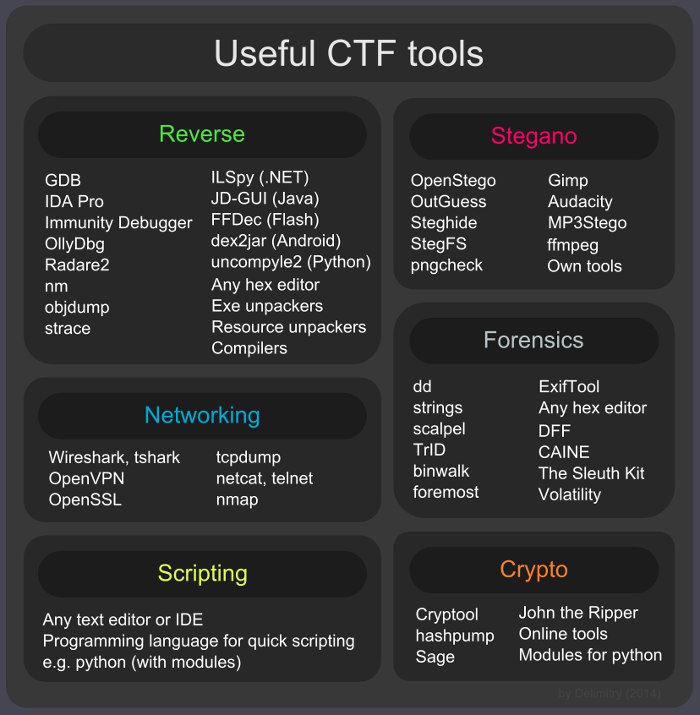 Useful CTF tools
Reverse
GDB
IDA Pro
Immunity Debugger
OllyDbg
Radare2
nm
objdump
strace
ILSpy (.NET)
JD-GUI (Java)
FFDec (Flash)
dex2jar (Android)
uncompyle2 (Python)
Any hex editor
Exe unpackers
Resource unpackers
Compilers
Stegano
OpenStego
OutGuess
Steghide
StegFS
pngcheck
Gimp
Audacity
MP3Stego
ffmpeg
Own tools
Networking
Wireshark, tshark
OpenVPN
OpenSSL
tcpdump
netcat, telnet
nmap
Forensics
dd
strings
scalpel
TrID
binwalk
foremost
ExifTool
Any hex editor
DFF
CAINE
The Sleuth Kit
Volatility
Scripting
Any text editor or IDE
Programming language for quick scripting
e.g. python (with modules)
Crypto
Cryptool
hashpump
Sage
John the Ripper
Online tools
Modules for python
by Delimitry (2014)